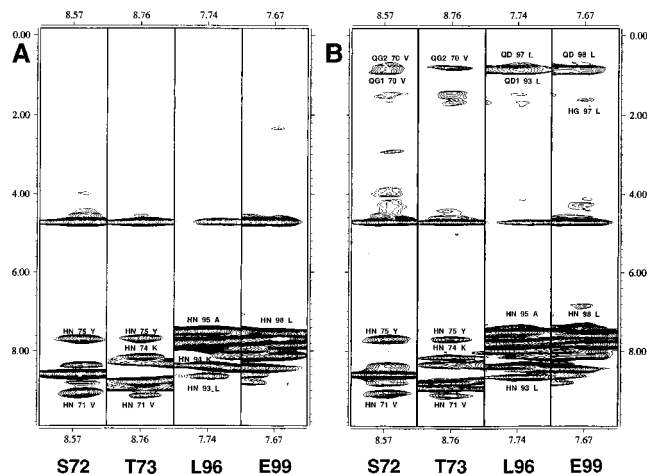 8.57 8.76 7.74 7.67 8.57 8.76 7.74 7.67
A B
0.00 0.00
QG2 70 V QG2 70 V QD 97 L QD 98 L
QG1 70 V QD1 93 L
HG 97 L
2.00 2.00
4.00 4.00
6.00 6.00
HN 95 A HN 98 L HN 95 A HN 98 L
HN 75 Y HN 75 Y HN 75 Y HN 75 Y
HN 74 K HN 74 K
HN 94 K
8.00 8.00
HN 93 L HN 93 L
HN 71 V HN 71 V HN 71 V HN 71 V
8.57 8.76 7.74 7.67 8.57 8.76 7.74 7.67
S72 T73 L96 E99 S72 T73 L96 E99